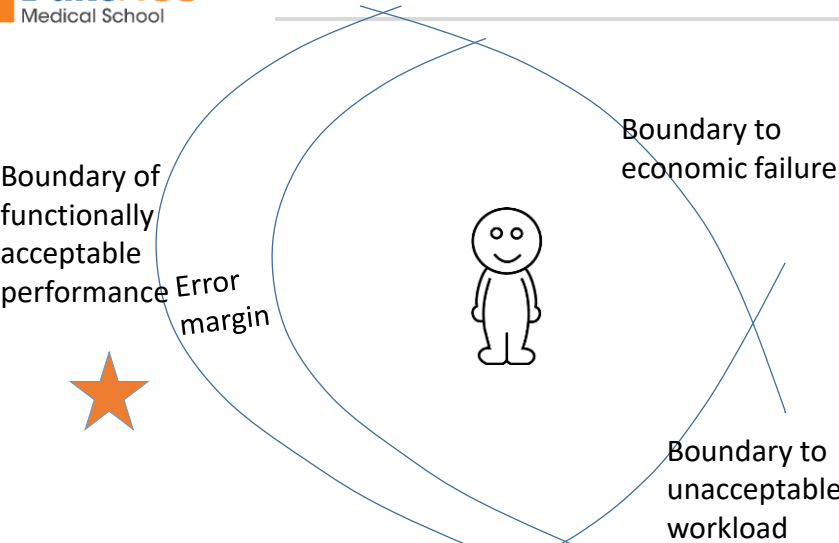 Medical School
Boundary to
economic failure
Boundary of
functionally
acceptable
performance
Error
margin
Boundary to
unacceptable
workload